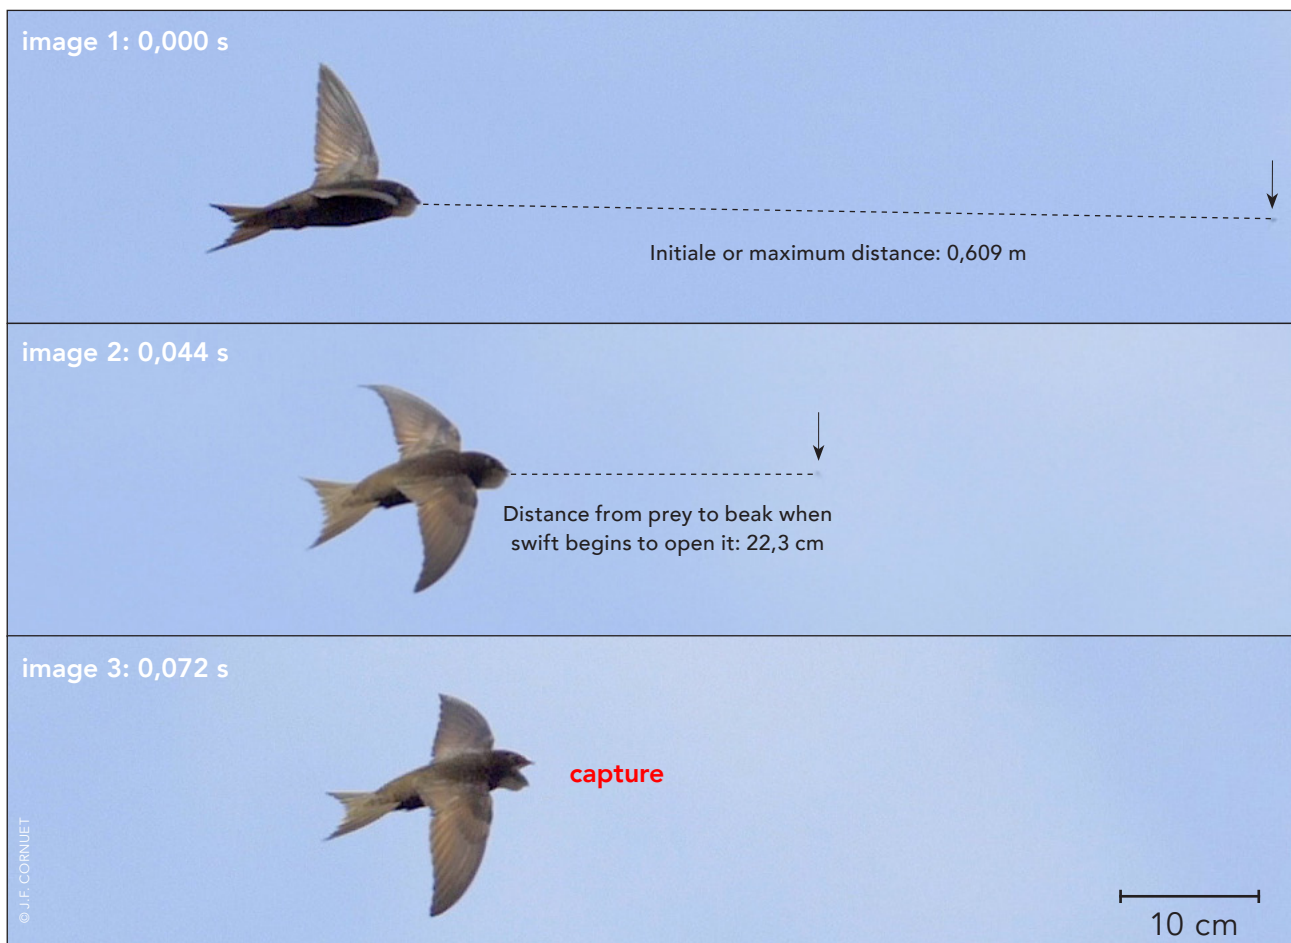 image 1: 0,000 s
Initiale or maximum distance: 0,609 m
image 2: 0,044 s
Distance from prey to beak when
swift begins to open it: 22,3 cm
image 3: 0,072 s
capture
© J.F. CORNUET
10 cm